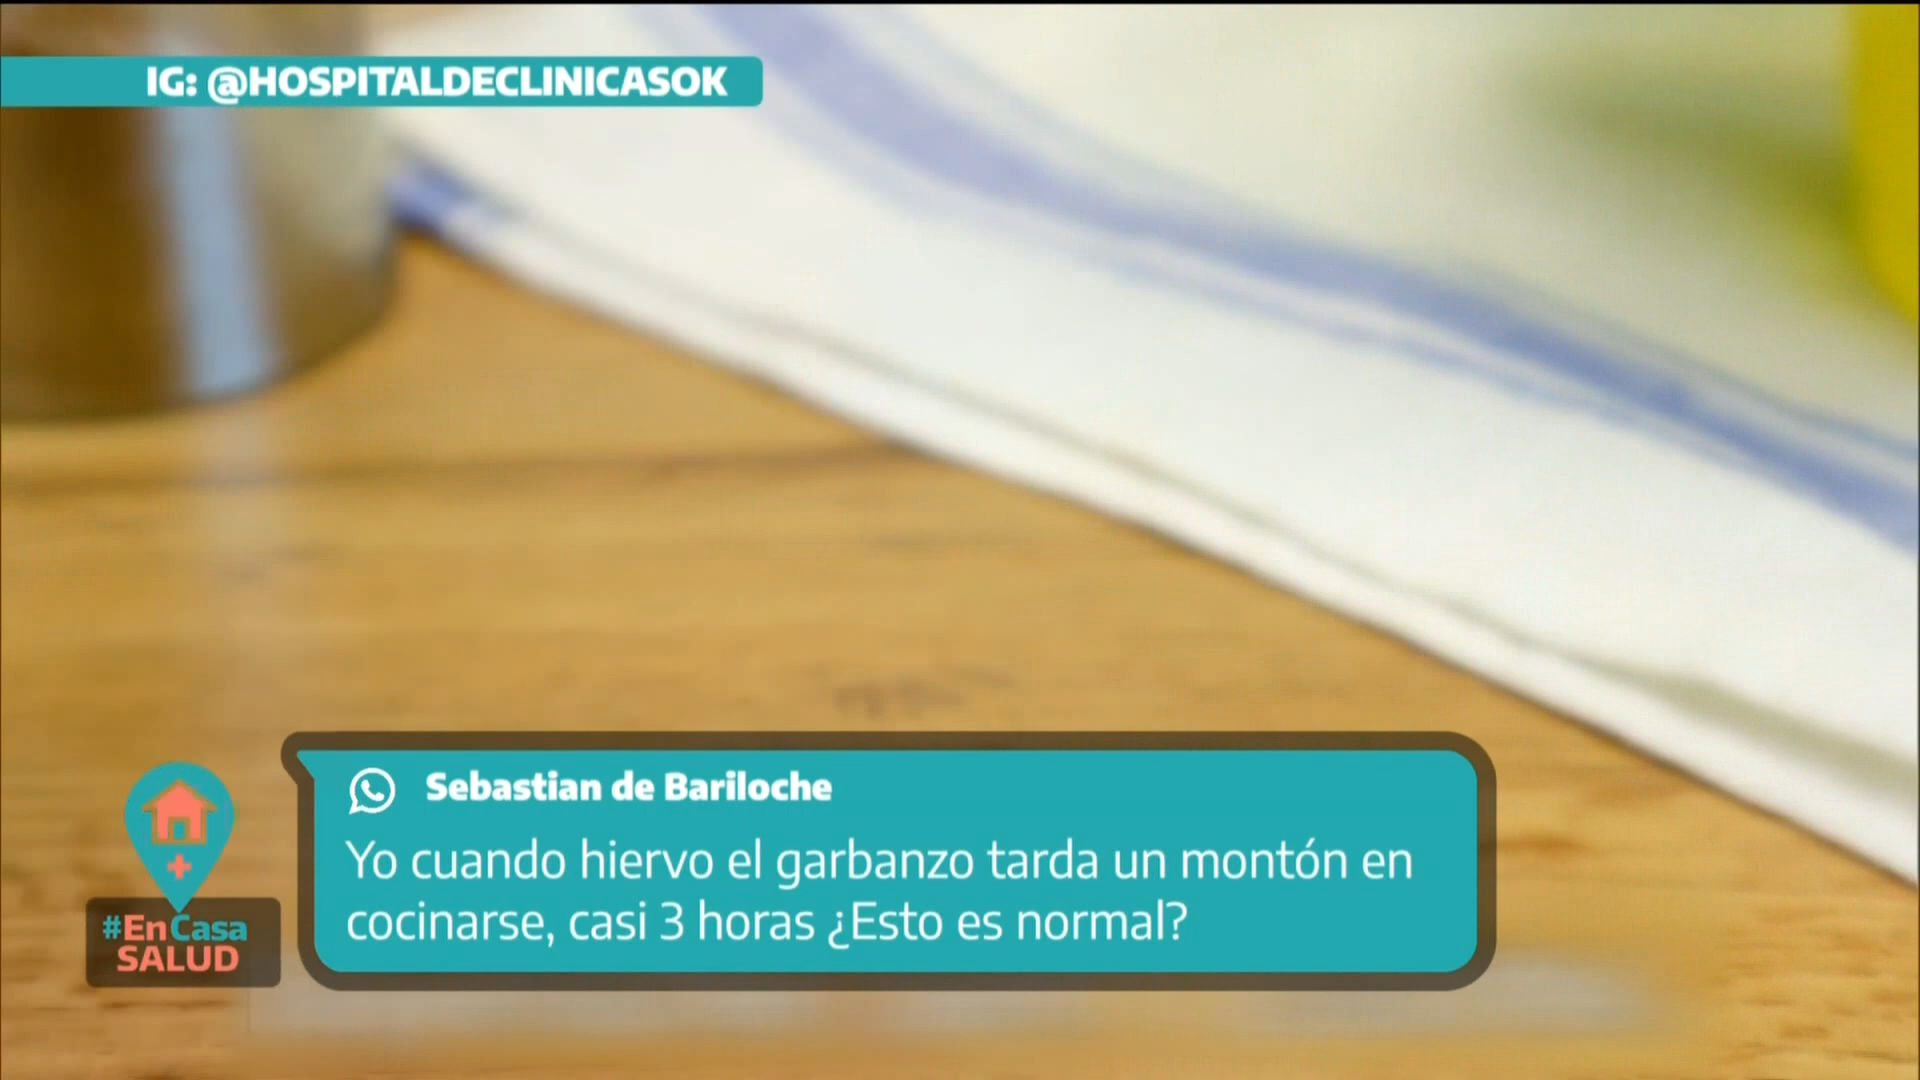 IG: @HOSPITALDECLINICASOK
Sebastian de Bariloche
Yo cuando hiervo el garbanzo tarda un montón en
cocinarse, casi 3 horas ¿Esto es normal?
#EnCasa
SALUD